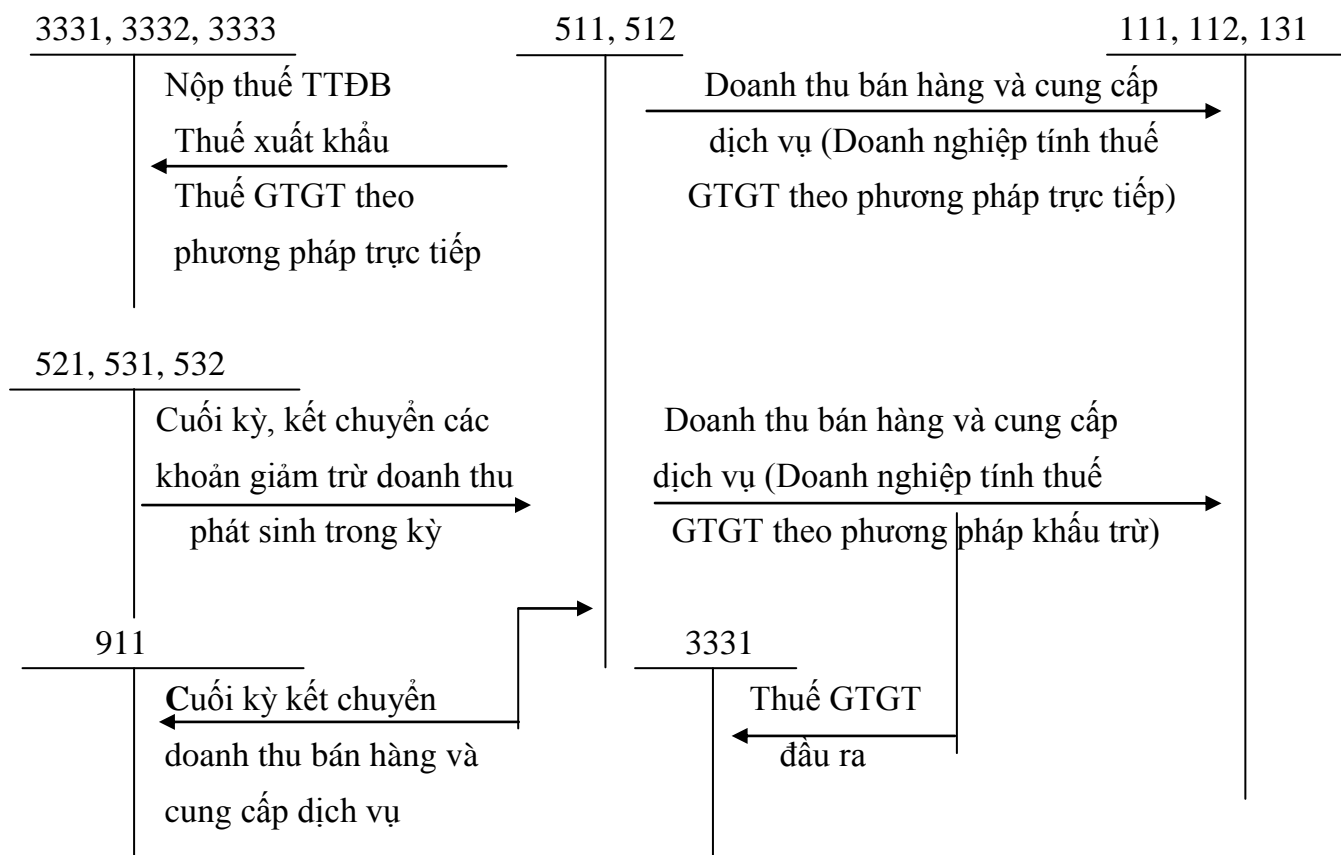 3331, 3332, 3333
511, 512
111, 112, 131
Nộp thuế TTĐB
Thuế xuất khẩu
Thuế GTGT theo
phương pháp trực tiếp
Doanh thu bán hàng và cung cấp
dịch vụ (Doanh nghiệp tính thuế
GTGT theo phương pháp trực tiếp)
521, 531, 532
Cuối kỳ, kết chuyển các
khoản giảm trừ doanh thu
phát sinh trong kỳ
Doanh thu bán hàng và cung cấp
dịch vụ (Doanh nghiệp tính thuế
GTGT theo phương pháp khấu trừ)
911
Cuối kỳ kết chuyển
doanh thu bán hàng và
cung cấp dịch vụ
3331
Thuế GTGT
đầu ra